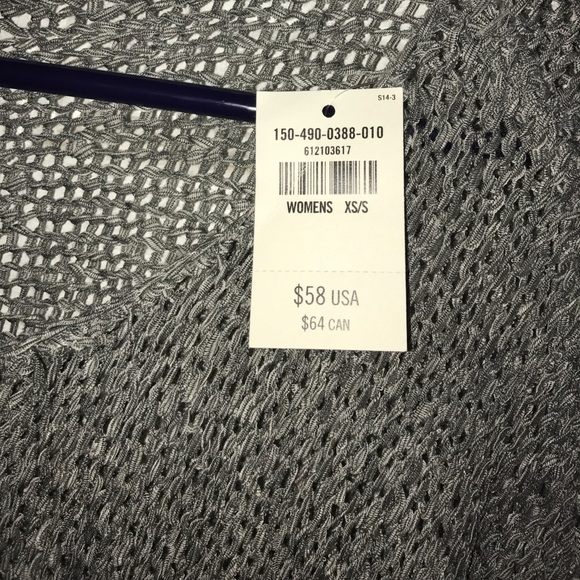 S14-3
150-490-0388-010
612103617
WOMENS XS/S
$58 USA
$64 CAN